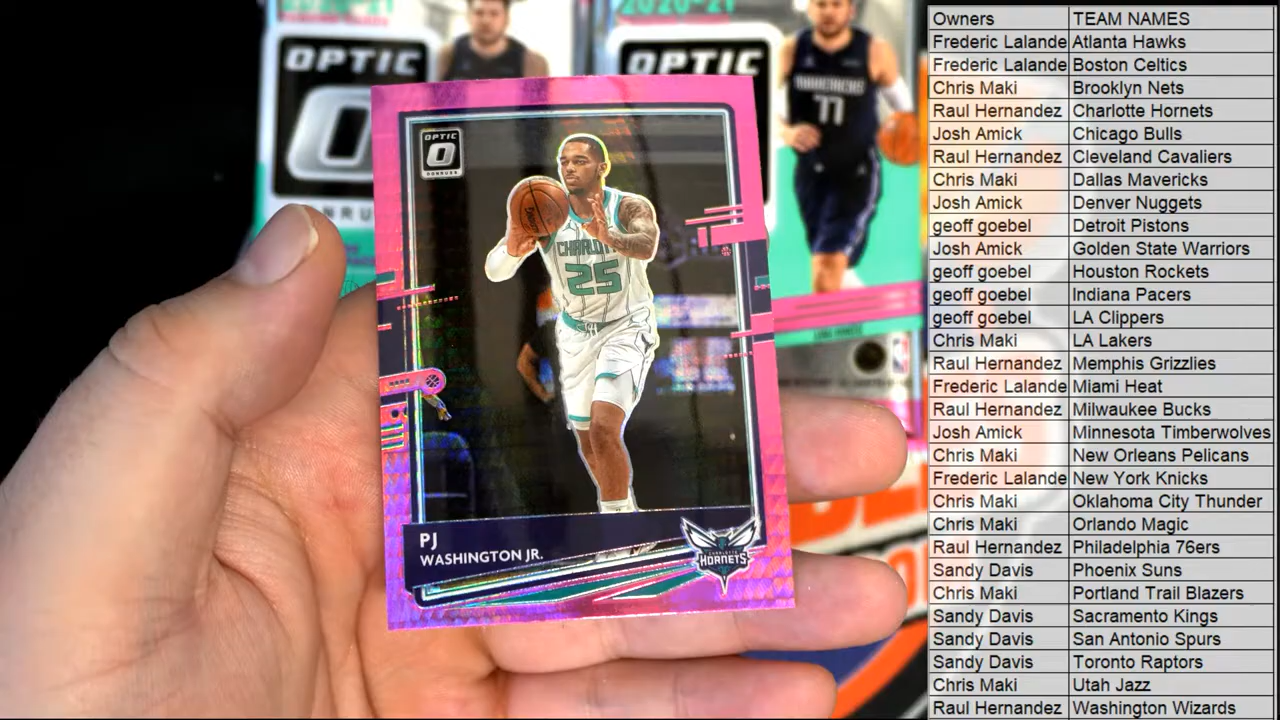 2020-21
2020-21
OPTIC
OPTIC
MAVERICKS
77
OPTIC
DONRUSS
CHARLOTTE
25
PJ
WASHINGTON JR.
CHARLOTTE
HORNETS
Owners TEAM NAMES
Frederic Lalande Atlanta Hawks
Frederic Lalande Boston Celtics
Chris Maki Brooklyn Nets
Raul Hernandez Charlotte Hornets
Josh Amick Chicago Bulls
Raul Hernandez Cleveland Cavaliers
Chris Maki Dallas Mavericks
Josh Amick Denver Nuggets
geoff goebel Detroit Pistons
Josh Amick Golden State Warriors
geoff goebel Houston Rockets
geoff goebel Indiana Pacers
geoff goebel LA Clippers
Chris Maki LA Lakers
Raul Hernandez Memphis Grizzlies
Frederic Lalande Miami Heat
Raul Hernandez Milwaukee Bucks
Josh Amick Minnesota Timberwolves
Chris Maki New Orleans Pelicans
Frederic Lalande New York Knicks
Chris Maki Oklahoma City Thunder
Chris Maki Orlando Magic
Raul Hernandez Philadelphia 76ers
Sandy Davis Phoenix Suns
Chris Maki Portland Trail Blazers
Sandy Davis Sacramento Kings
Sandy Davis San Antonio Spurs
Sandy Davis Toronto Raptors
Chris Maki Utah Jazz
Raul Hernandez Washington Wizards